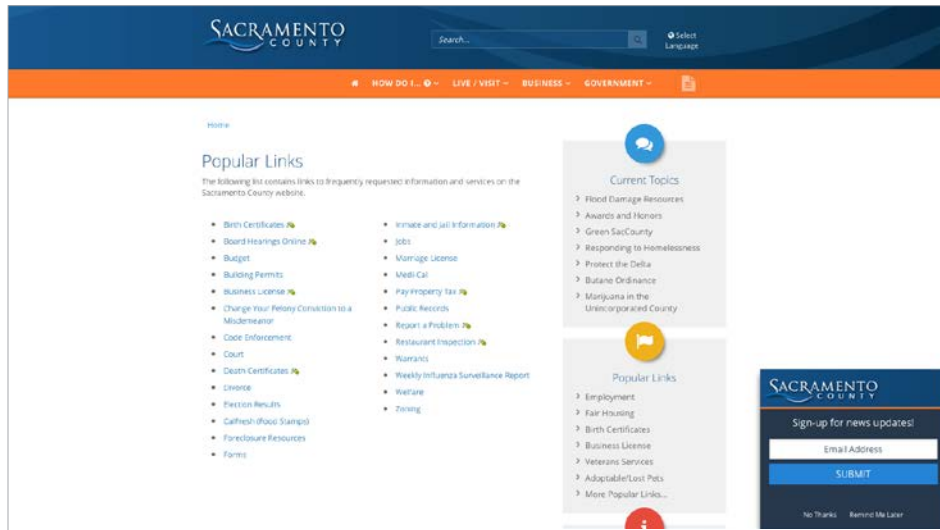 SACRAMENTO
COUNTY
Search...
Select
Language
HOW DO I...
LIVE / VISIT
BUSINESS
GOVERNMENT
Home
Popular Links
The following list contains links to frequently requested information and services on the
Sacramento County website.
Birth Certificates
Board Hearings Online
Budget
Building Permits
Business License
Change Your Felony Conviction to a
Misdemeanor
Code Enforcement
Court
Death Certificates
Divorce
Election Results
CalFresh (Food Stamps)
Foreclosure Resources
Forms
Inmate and Jail Information
Jobs
Marriage License
Medi-Cal
Pay Property Tax
Public Records
Report a Problem
Restaurant Inspection
Warrants
Weekly Influenza Surveillance Report
Welfare
Zoning
Current Topics
Flood Damage Resources
Awards and Honors
Green SacCounty
Responding to Homelessness
Protect the Delta
Butane Ordinance
Marijuana in the
Unincorporated County
Popular Links
Employment
Fair Housing
Birth Certificates
Business License
Veterans Services
Adoptable/Lost Pets
More Popular Links...
SACRAMENTO
COUNTY
Sign-up for news updates!
Email Address
SUBMIT
No Thanks
Remind Me Later